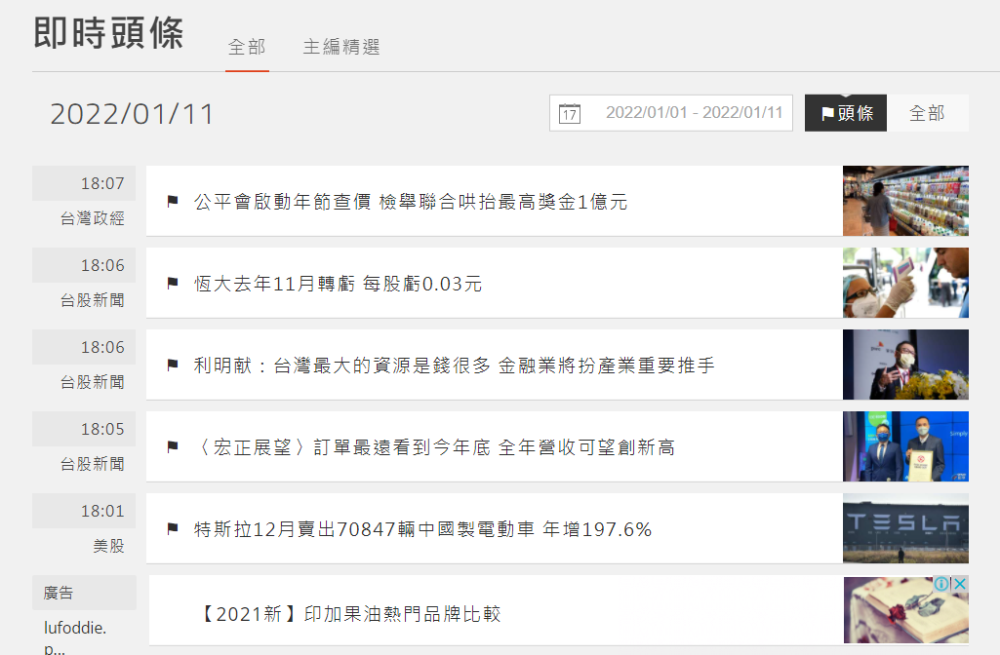 即時頭條
全部
主編精選
2022/01/11
17
2022/01/01 - 2022/01/11
頭條
全部
18:07
台灣政經
公平會啟動年節查價 檢舉聯合哄抬最高獎金1億元
18:06
台股新聞
恆大去年11月轉虧 每股虧0.03元
18:06
台股新聞
利明献：台灣最大的資源是錢很多 金融業將扮產業重要推手
18:05
台股新聞
〈宏正展望〉訂單最遠看到今年底 全年營收可望創新高
Simply
18:01
美股
特斯拉12月賣出70847輛中國製電動車 年增197.6%
TESLA
廣告
lufoddie.
p...
【2021新】印加果油熱門品牌比較